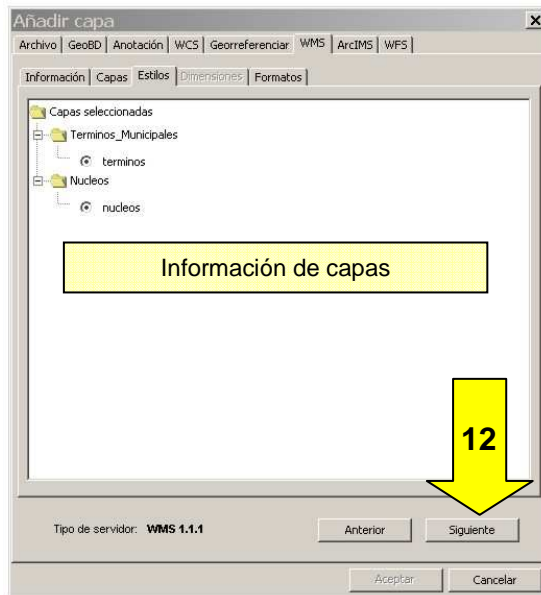 Añadir capa
Archivo GeoBD Anotación WCS Georreferenciar WMS ArcIMS WFS
Información Capas Estilos Dimensiones Formatos
Capas seleccionadas
Terminos_Municipales
terminos
Nucleos
nucleos
Información de capas
12
Tipo de servidor: WMS 1.1.1 Anterior Siguiente
Aceptar Cancelar